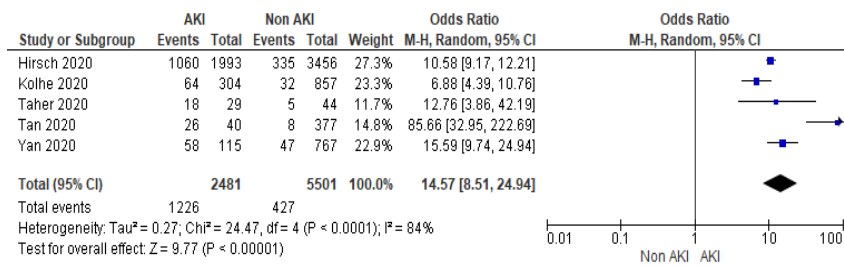 AKI Non AKI Odds Ratio Odds Ratio
Study or Subgroup Events Total Events Total Weight M-H, Random, 95% CI M-H, Random, 95% CI
Hirsch 2020 1060 1993 335 3456 27.3% 10.58 [9.17, 12.21]
Kolhe 2020 64 304 32 857 23.3% 6.88 [4.39, 10.76]
Taher 2020 18 29 5 44 11.7% 12.76 [3.86, 42.19]
Tan 2020 26 40 8 377 14.8% 85.66 [32.95, 222.69]
Yan 2020 58 115 47 767 22.9% 15.59 [9.74, 24.94]
Total (95% CI) 2481 5501 100.0% 14.57 [8.51, 24.94]
Total events 1226 427
Heterogeneity: Tau² = 0.27; Chi² = 24.47, df = 4 (P < 0.0001); I² = 84%
Test for overall effect: Z = 9.77 (P < 0.00001)
0.01 0.1 1 10 100
Non AKI AKI